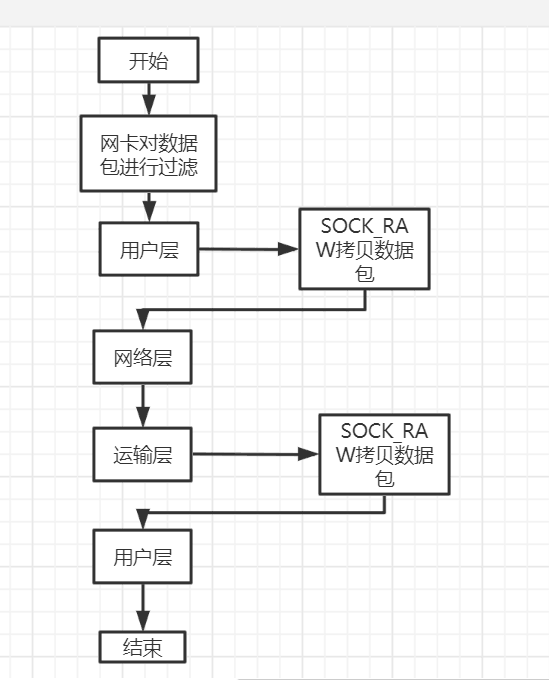 开始
网卡对数据
包进行过滤
用户层
SOCK_RA
W拷贝数据
包
网络层
运输层
SOCK_RA
W拷贝数据
包
用户层
结束